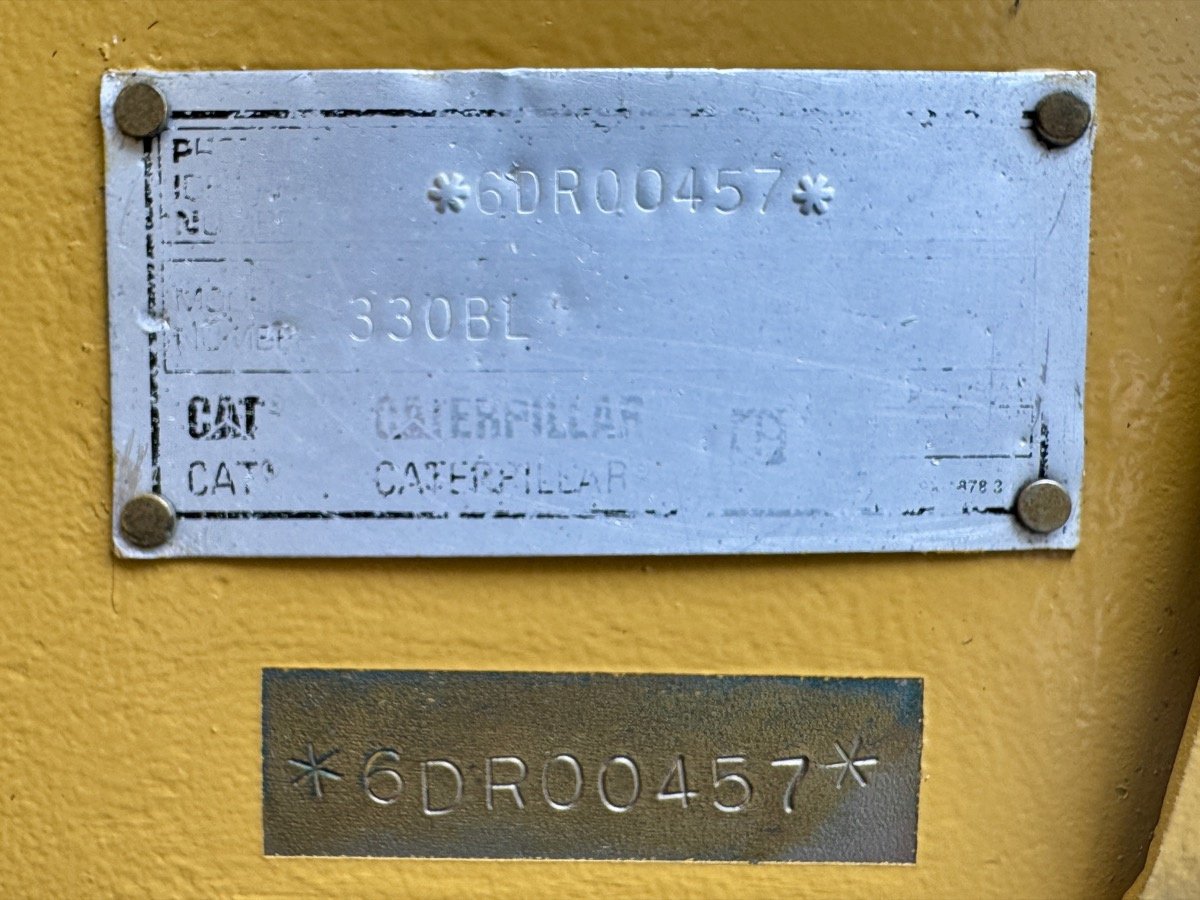 *6DR00457*
330BL
CAT CATERPILLAR
CAT® CATERPILLAR
*6DR00457*